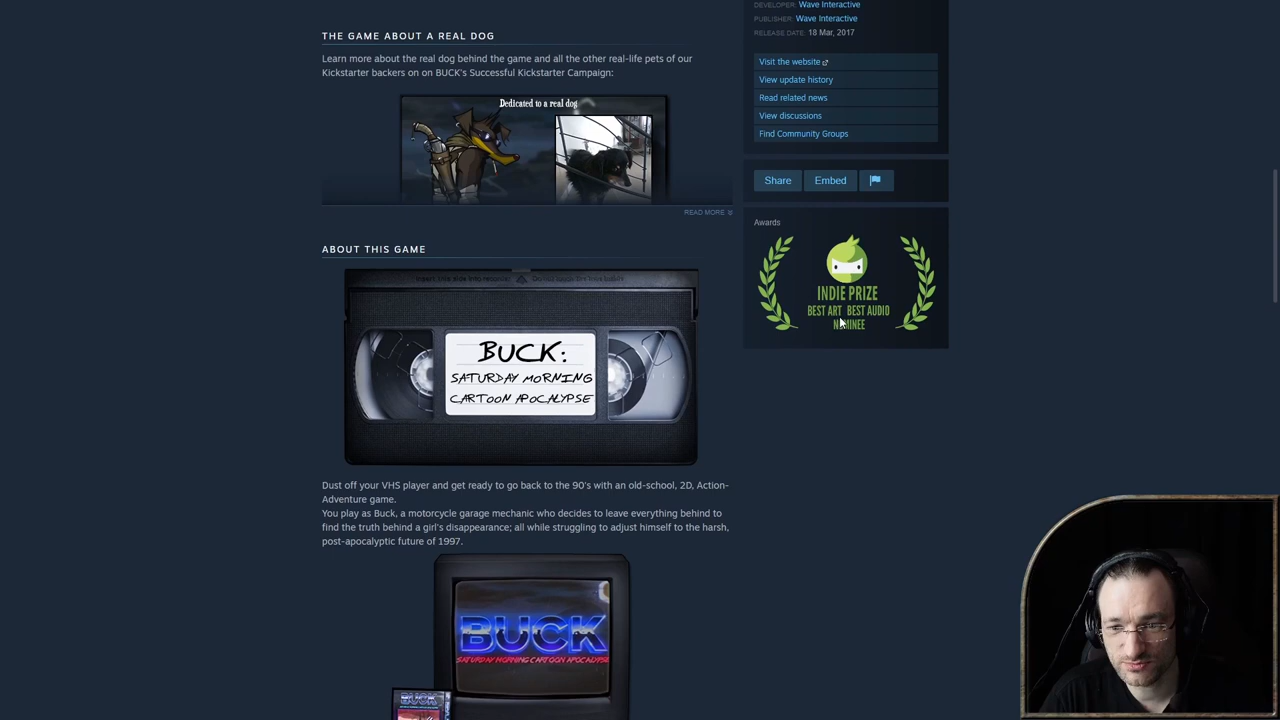 DEVELOPER: Wave Interactive
PUBLISHER: Wave Interactive
RELEASE DATE: 18 Mar, 2017
Visit the website
View update history
Read related news
View discussions
Find Community Groups
Share Embed
Awards
INDIE PRIZE
BEST ART BEST AUDIO
NOMINEE
THE GAME ABOUT A REAL DOG
Learn more about the real dog behind the game and all the other real-life pets of our
Kickstarter backers on on BUCK's Successful Kickstarter Campaign:
Dedicated to a real dog
READ MORE
ABOUT THIS GAME
BUCK:
SATURDAY MORNING
CARTOON APOCALYPSE
Dust off your VHS player and get ready to go back to the 90's with an old-school, 2D, Action-
Adventure game.
You play as Buck, a motorcycle garage mechanic who decides to leave everything behind to
find the truth behind a girl's disappearance; all while struggling to adjust himself to the harsh,
post-apocalyptic future of 1997.
BUCK
SATURDAY MORNING CARTOON APOCALYPSE
BUCK